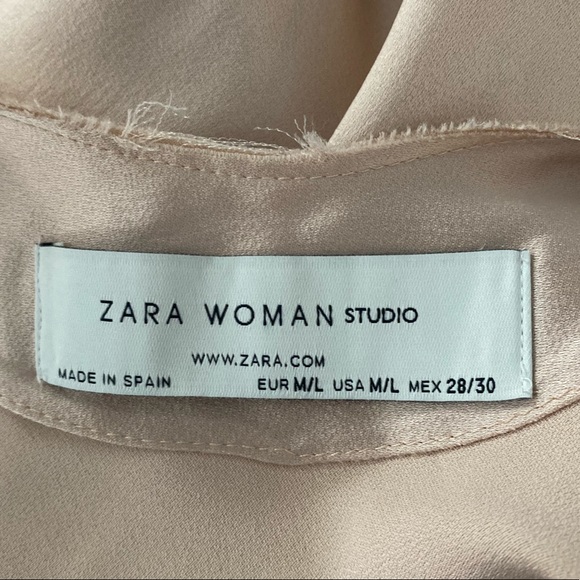 ZARA WOMAN STUDIO
WWW.ZARA.COM
MADE IN SPAIN EUR M/L USA M/L MEX 28/30